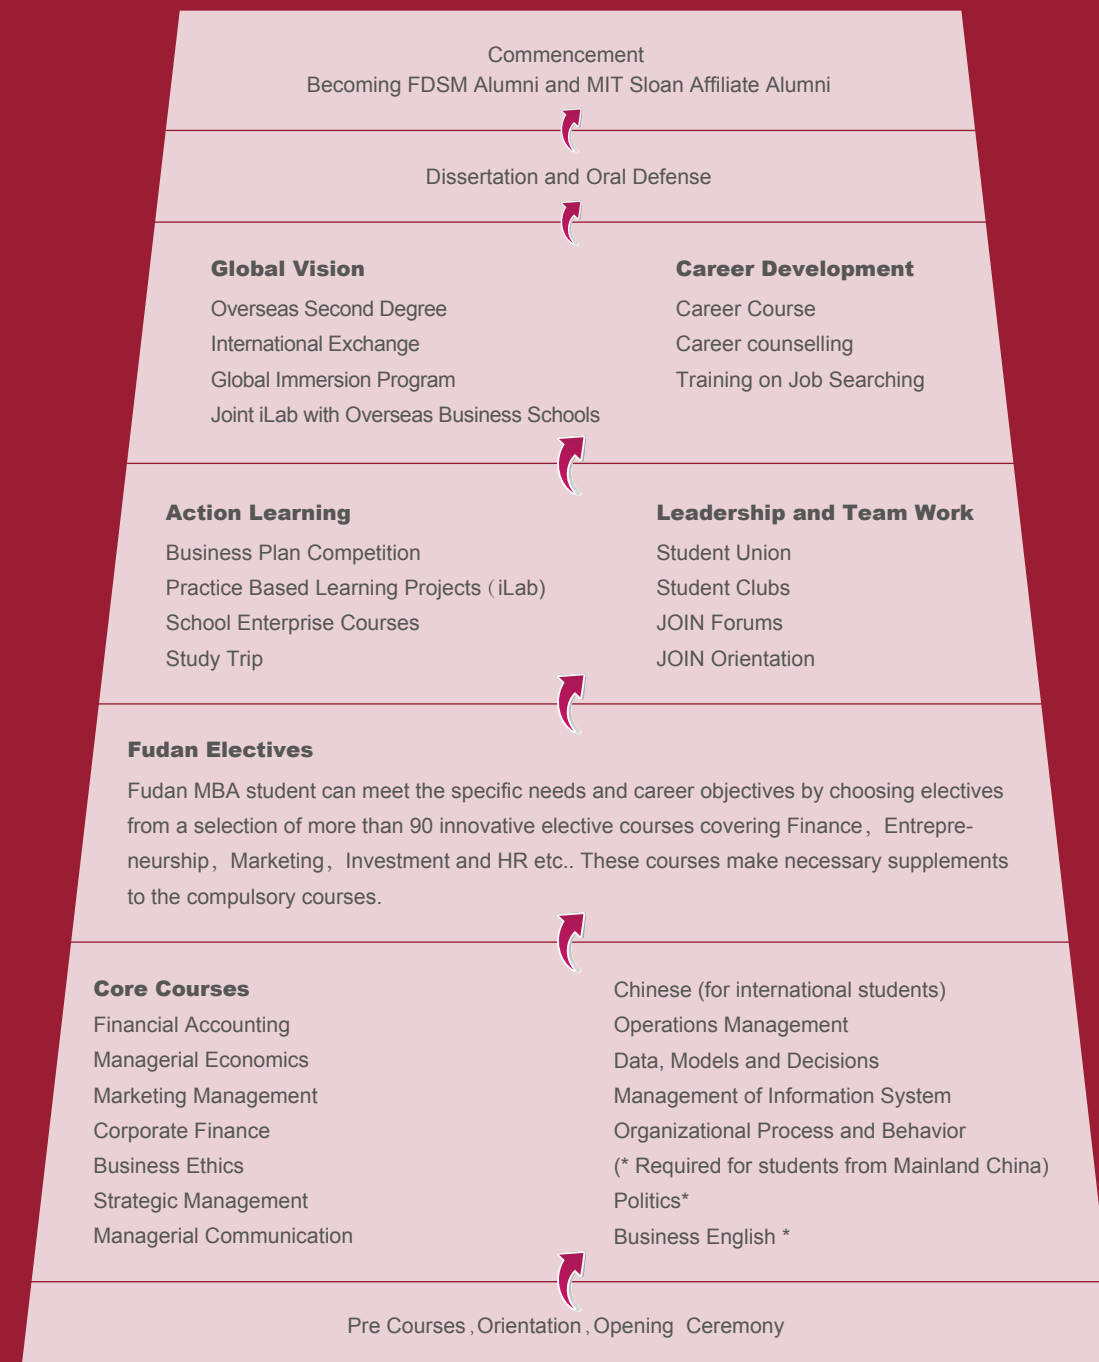 Commencement
Becoming FDSM Alumni and MIT Sloan Affiliate Alumni
Dissertation and Oral Defense
Global Vision
Overseas Second Degree
International Exchange
Global Immersion Program
Joint iLab with Overseas Business Schools
Career Development
Career Course
Career counselling
Training on Job Searching
Action Learning
Business Plan Competition
Practice Based Learning Projects（iLab)
School Enterprise Courses
Study Trip
Leadership and Team Work
Student Union
Student Clubs
JOIN Forums
JOIN Orientation
Fudan Electives
Fudan MBA student can meet the specific needs and career objectives by choosing electives
from a selection of more than 90 innovative elective courses covering Finance，Entrepre-
neurship，Marketing，Investment and HR etc.. These courses make necessary supplements
to the compulsory courses.
Core Courses
Financial Accounting
Managerial Economics
Marketing Management
Corporate Finance
Business Ethics
Strategic Management
Managerial Communication
Chinese (for international students)
Operations Management
Data, Models and Decisions
Management of Information System
Organizational Process and Behavior
(* Required for students from Mainland China)
Politics*
Business English *
Pre Courses , Orientation , Opening Ceremony